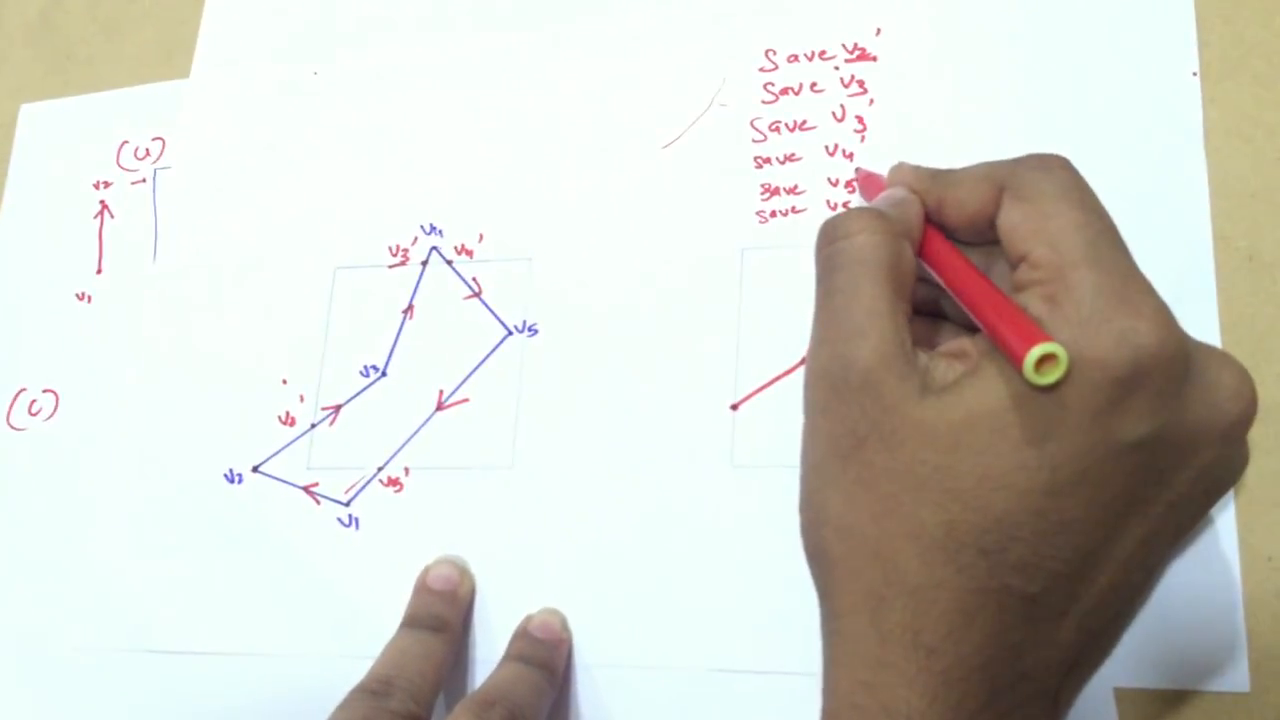 Save v2'
Save v3
Save v3'
save v4'
save v5
save v5
(a)
v2
v1
v4
v3'
v4'
v5
v3
(c)
v2'
v2
v5'
v1